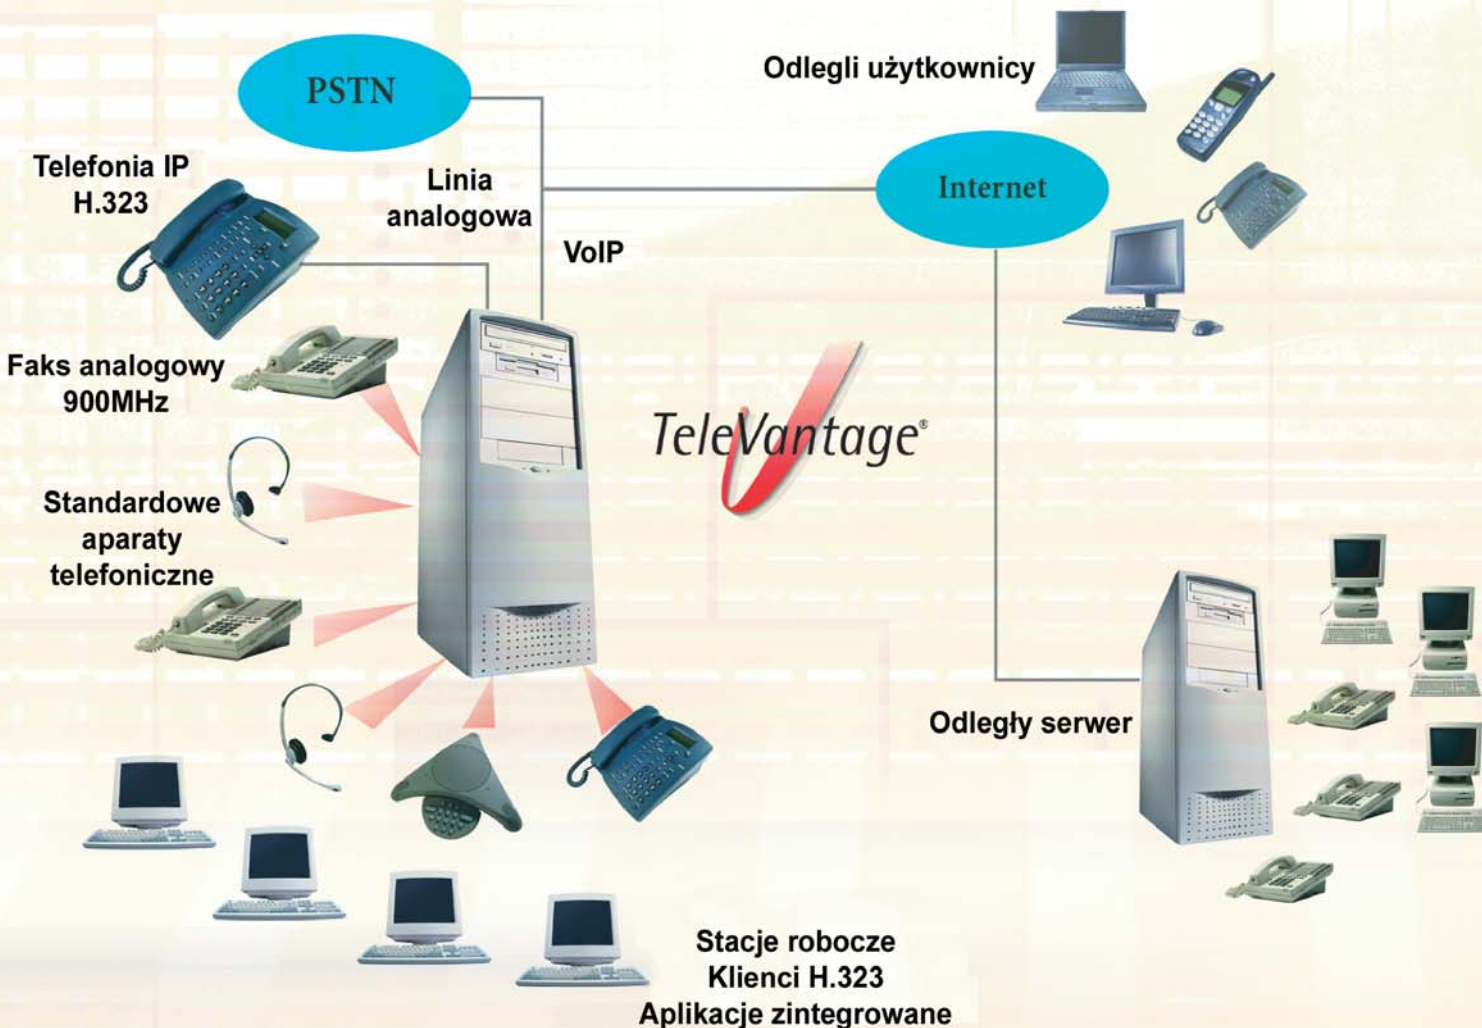 PSTN
Odlegli użytkownicy
Telefonia IP
H.323
Linia
analogowa
Internet
VoIP
Faks analogowy
900MHz
TeleVantage®
Standardowe
aparaty
telefoniczne
Odległy serwer
Stacje robocze
Klienci H.323
Aplikacje zintegrowane